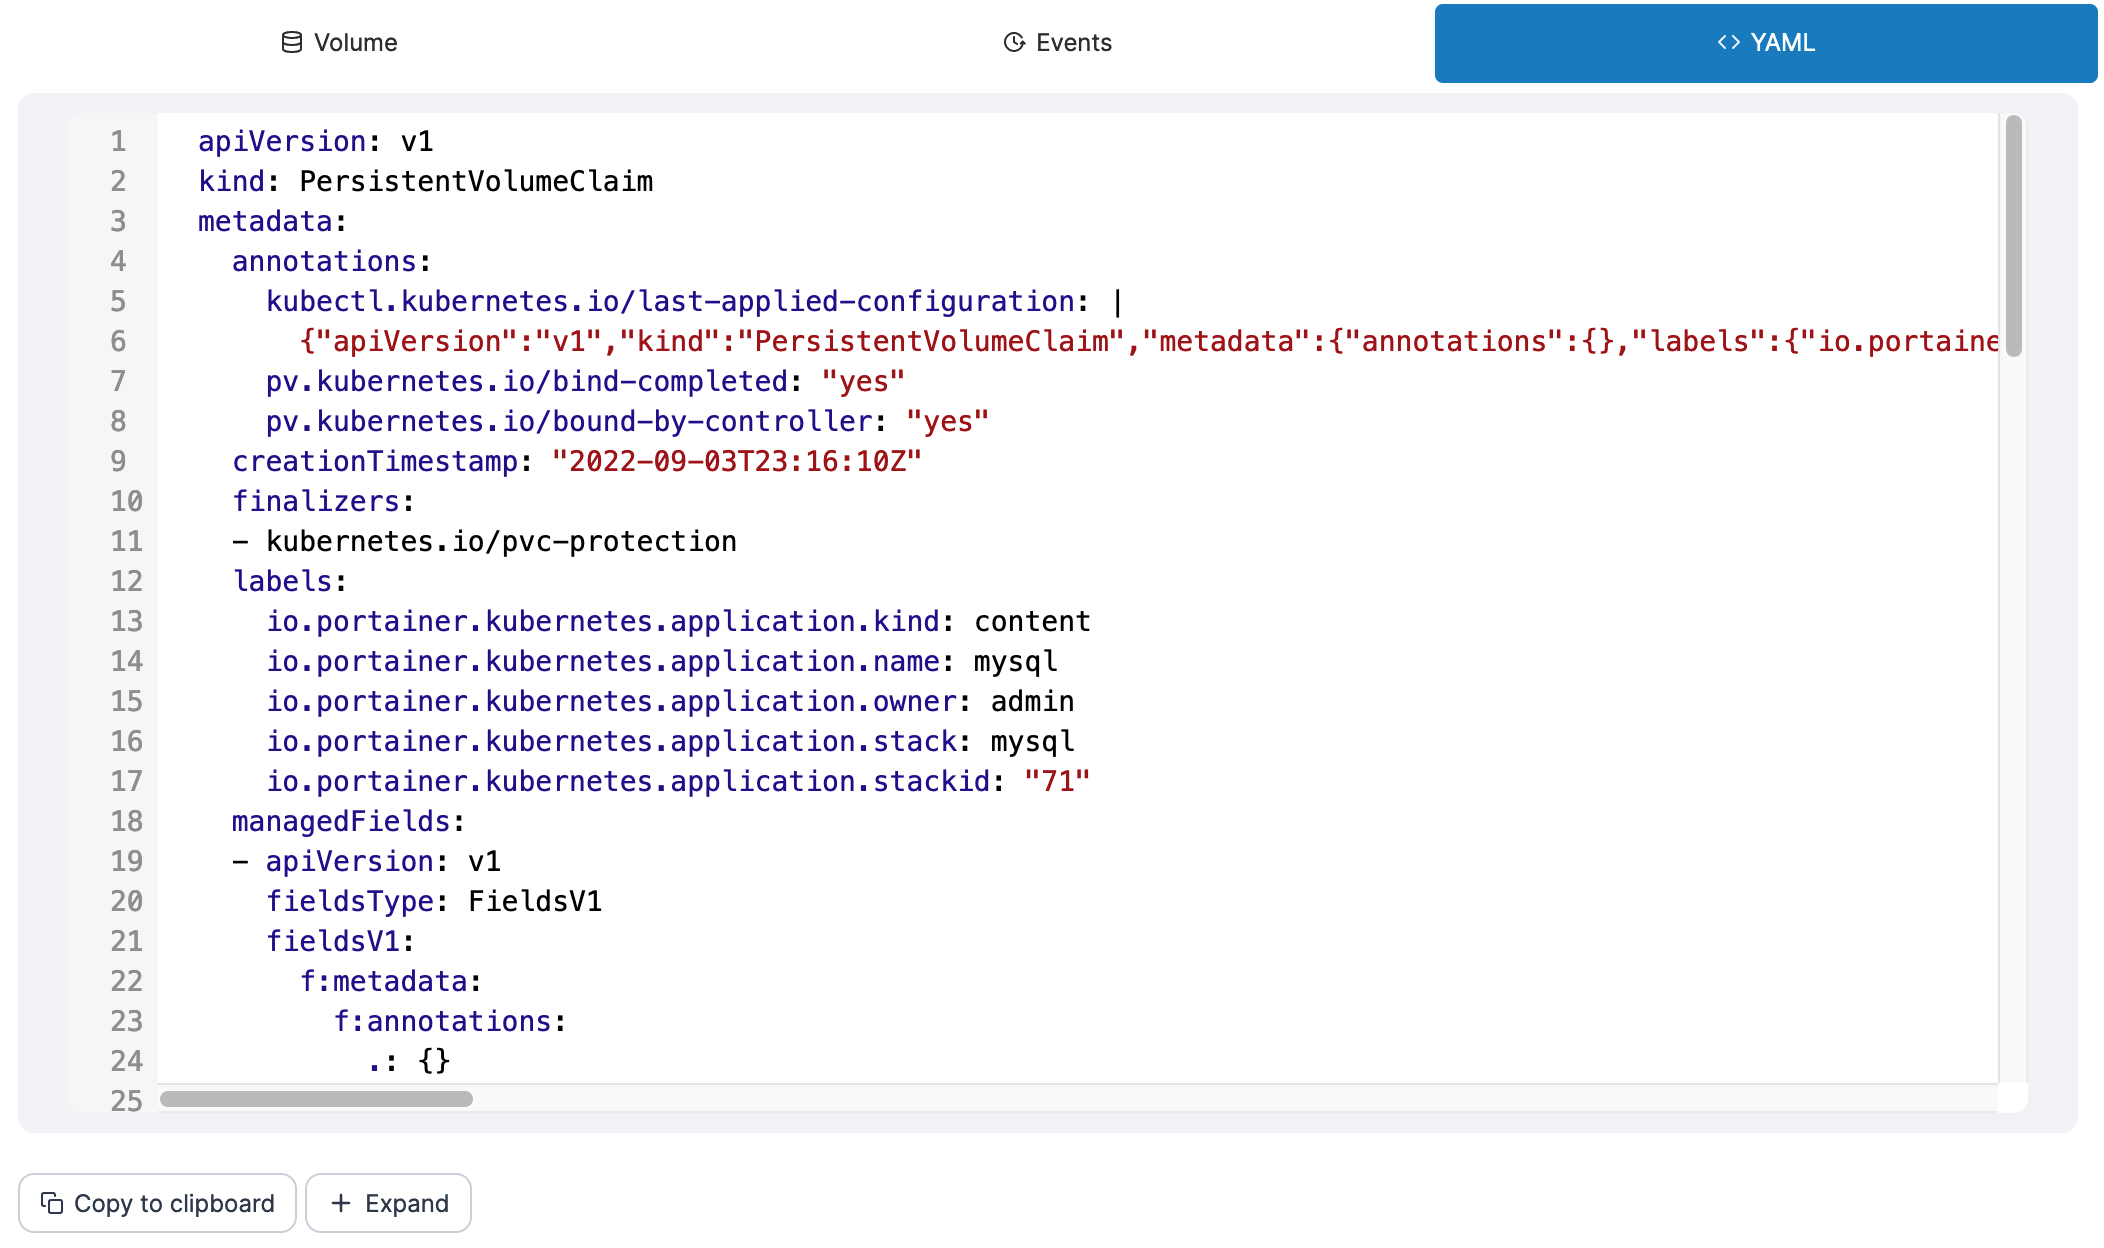 Volume
Events
<> YAML
1 apiVersion: v1
2 kind: PersistentVolumeClaim
3 metadata:
4   annotations:
5     kubectl.kubernetes.io/last-applied-configuration: |
6       {"apiVersion":"v1","kind":"PersistentVolumeClaim","metadata":{"annotations":{},"labels":{"io.portaine
7     pv.kubernetes.io/bind-completed: "yes"
8     pv.kubernetes.io/bound-by-controller: "yes"
9   creationTimestamp: "2022-09-03T23:16:10Z"
10   finalizers:
11   - kubernetes.io/pvc-protection
12   labels:
13     io.portainer.kubernetes.application.kind: content
14     io.portainer.kubernetes.application.name: mysql
15     io.portainer.kubernetes.application.owner: admin
16     io.portainer.kubernetes.application.stack: mysql
17     io.portainer.kubernetes.application.stackid: "71"
18   managedFields:
19   - apiVersion: v1
20     fieldsType: FieldsV1
21     fieldsV1:
22       f:metadata:
23         f:annotations:
24           .: {}
25
Copy to clipboard
+ Expand